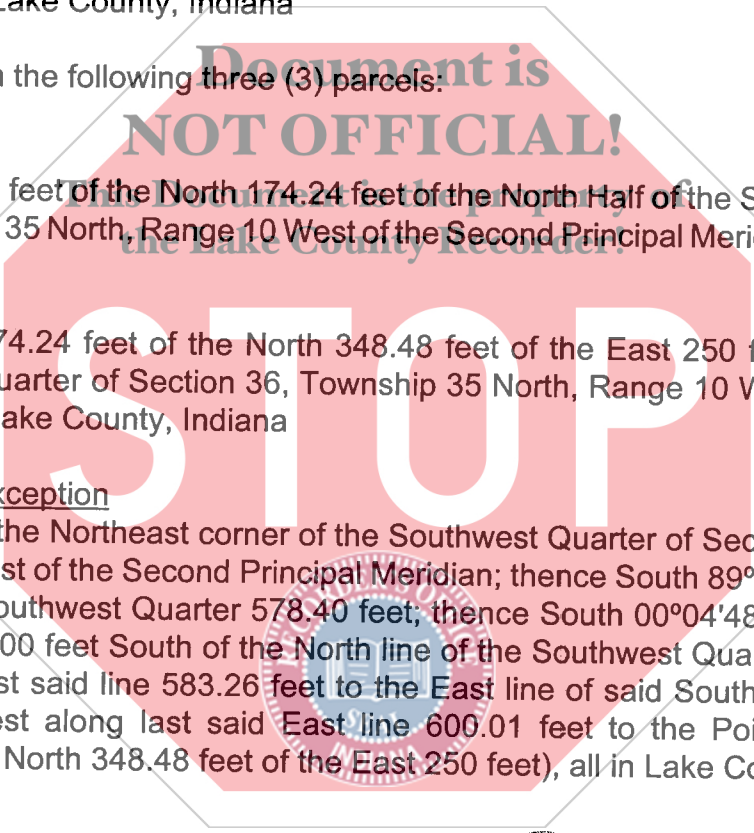 Lake County, Indiana
the following three (3) parcels:
Document is
NOT OFFICIAL!
This Document is the property of
the Lake County Recorder!
feet of the North 174.24 feet of the North Half of the S
35 North, Range 10 West of the Second Principal Meri
STOP
74.24 feet of the North 348.48 feet of the East 250 f
uarter of Section 36, Township 35 North, Range 10 W
ake County, Indiana
xception
the Northeast corner of the Southwest Quarter of Sec
st of the Second Principal Meridian; thence South 89º
outhwest Quarter 578.40 feet; thence South 00º04'48
00 feet South of the North line of the Southwest Qua
st said line 583.26 feet to the East line of said South
est along last said East line 600.01 feet to the Poi
North 348.48 feet of the East 250 feet), all in Lake Co
RECORDER'S OFFICE
SEAL
INDIANA